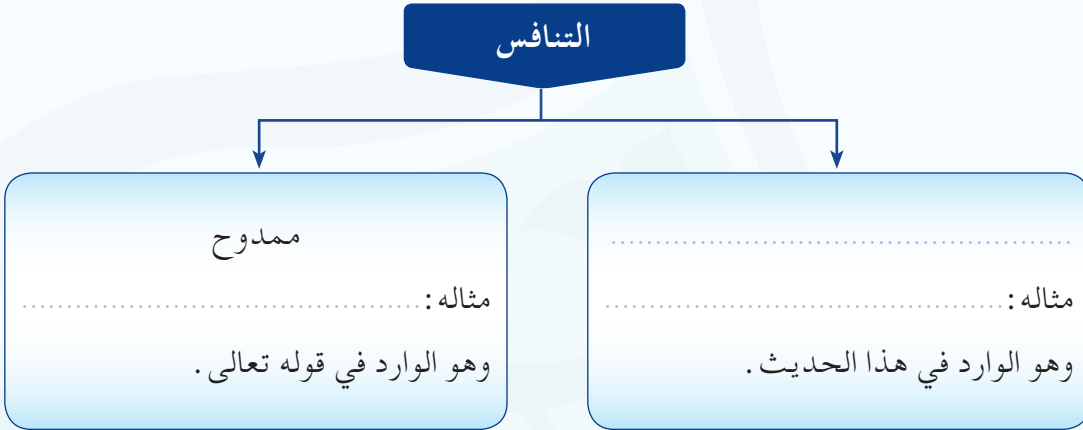 التنافس
............................................................
مثاله: ....................................................
وهو الوارد في هذا الحديث.
ممدوح
مثاله: ....................................................
وهو الوارد في قوله تعالى.